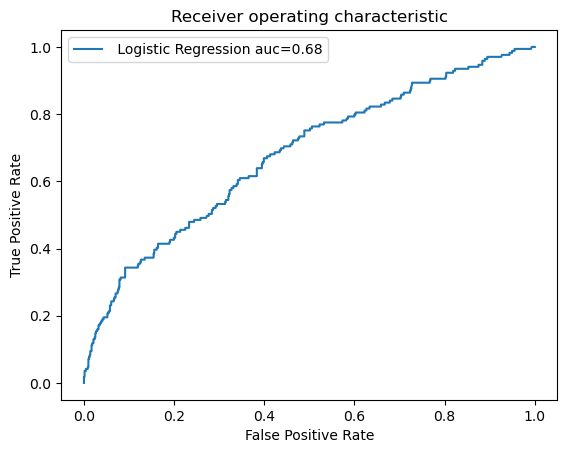 Receiver operating characteristic
Logistic Regression auc=0.68
True Positive Rate
1.0
0.8
0.6
0.4
0.2
0.0
0.0 0.2 0.4 0.6 0.8 1.0
False Positive Rate